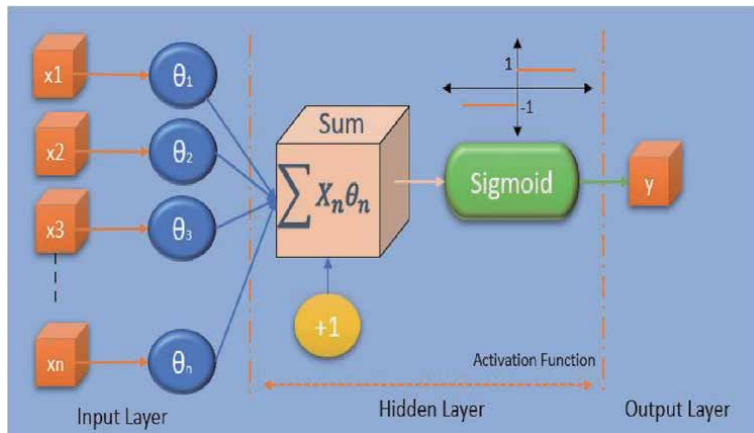 x1
θ1
x2
θ2
x3
θ3
xn
θn
Sum
∑ Xnθn
+1
1
-1
Sigmoid
y
Activation Function
Input Layer
Hidden Layer
Output Layer